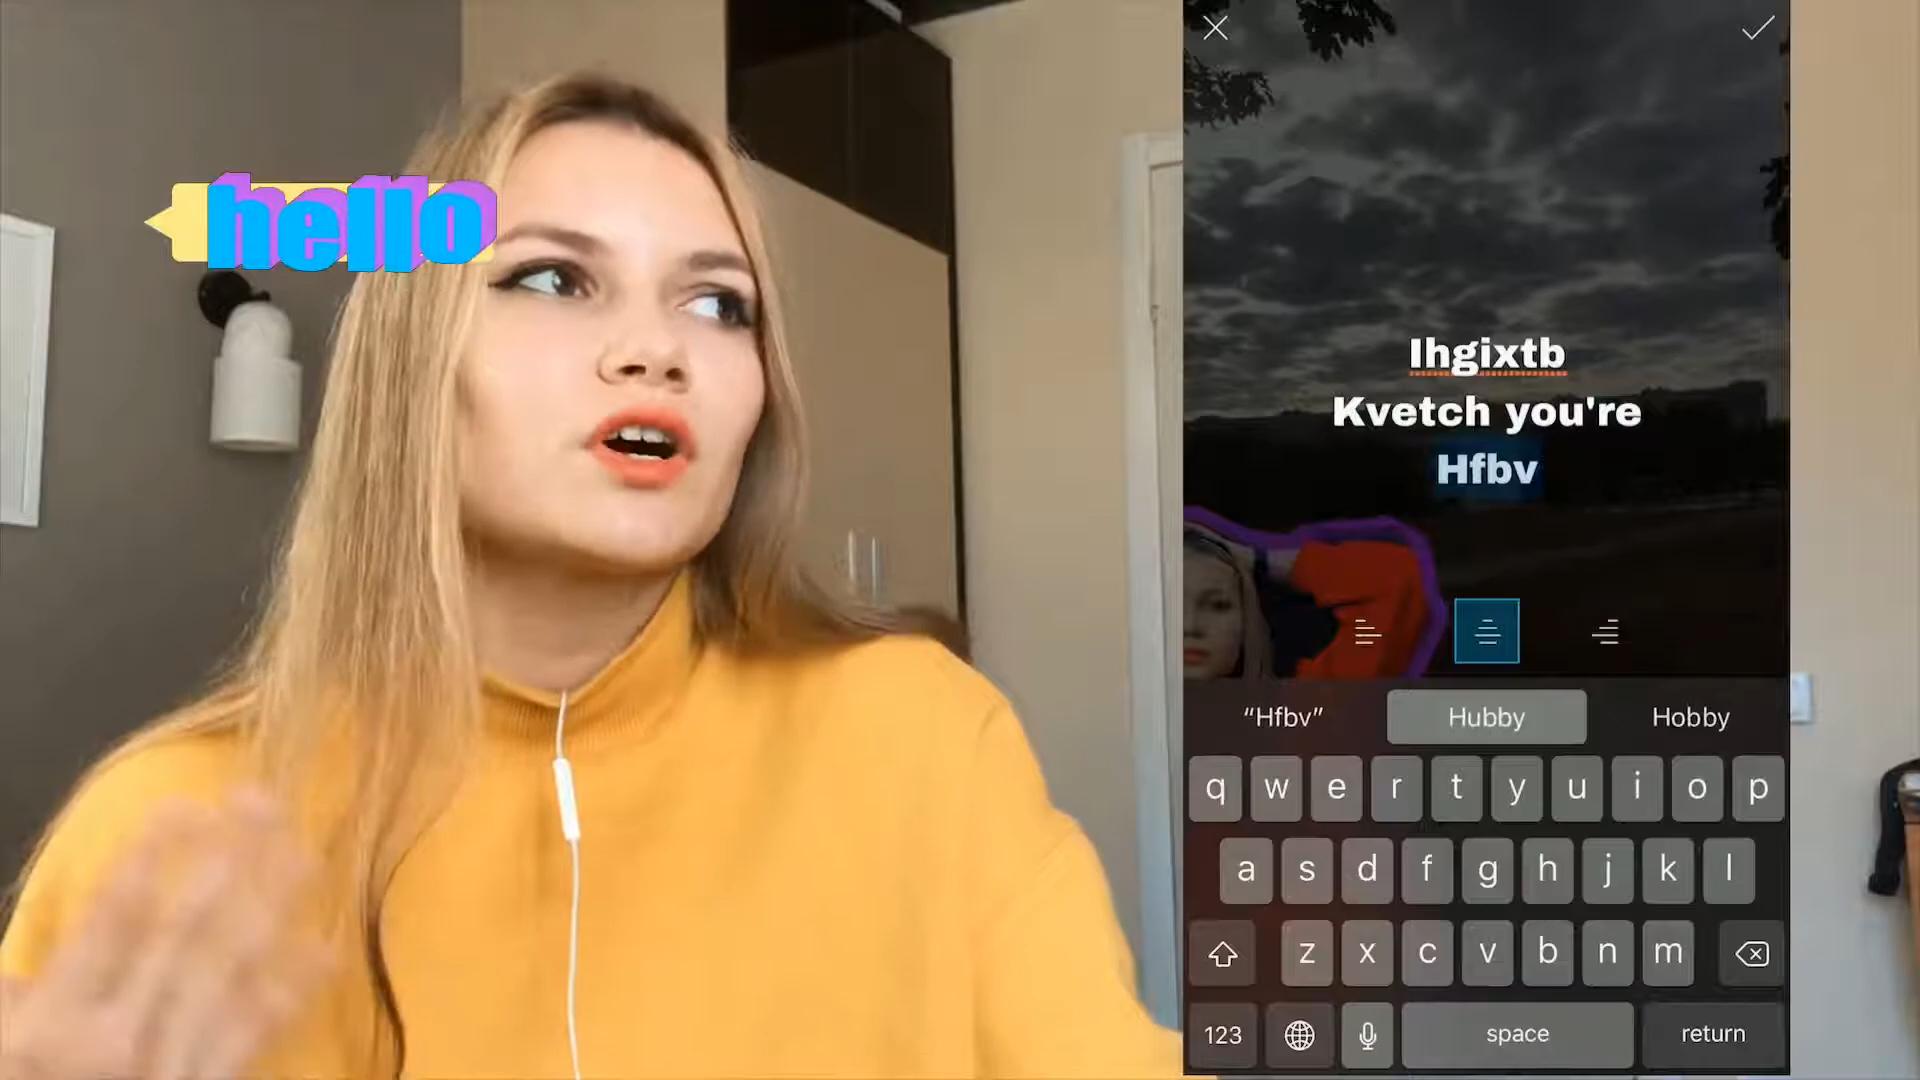 hello
Ihgixtb
Kvetch you're
Hfbv
“Hfbv” Hubby Hobby
q w e r t y u i o p
a s d f g h j k l
z x c v b n m
123 space return